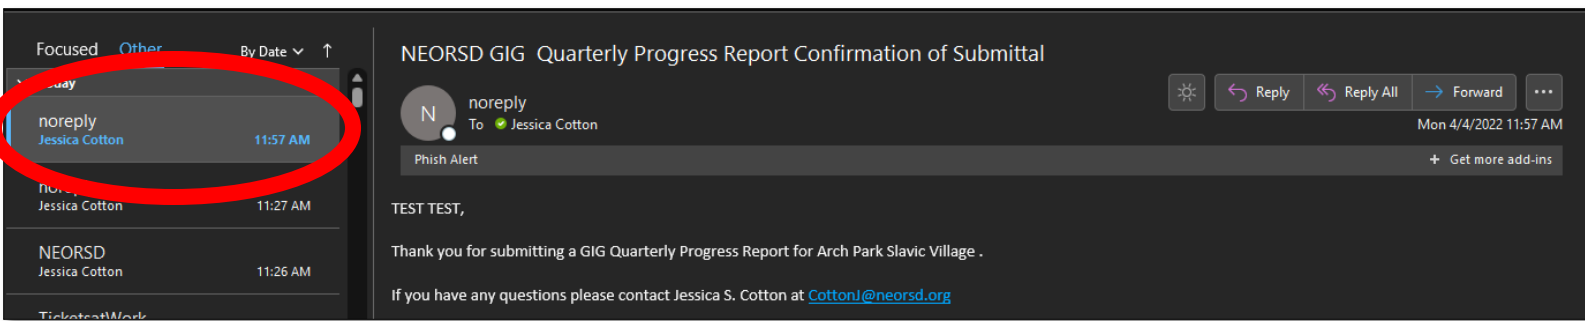 Focused Other By Date
noreply
Jessica Cotton 11:57 AM
Jessica Cotton 11:27 AM
NEORSD
Jessica Cotton 11:26 AM
TicketsatWork
NEORSD GIG Quarterly Progress Report Confirmation of Submittal
N
noreply
To Jessica Cotton
Reply Reply All Forward ...
Mon 4/4/2022 11:57 AM
Phish Alert + Get more add-ins
TEST TEST,
Thank you for submitting a GIG Quarterly Progress Report for Arch Park Slavic Village .
If you have any questions please contact Jessica S. Cotton at CottonJ@neorsd.org